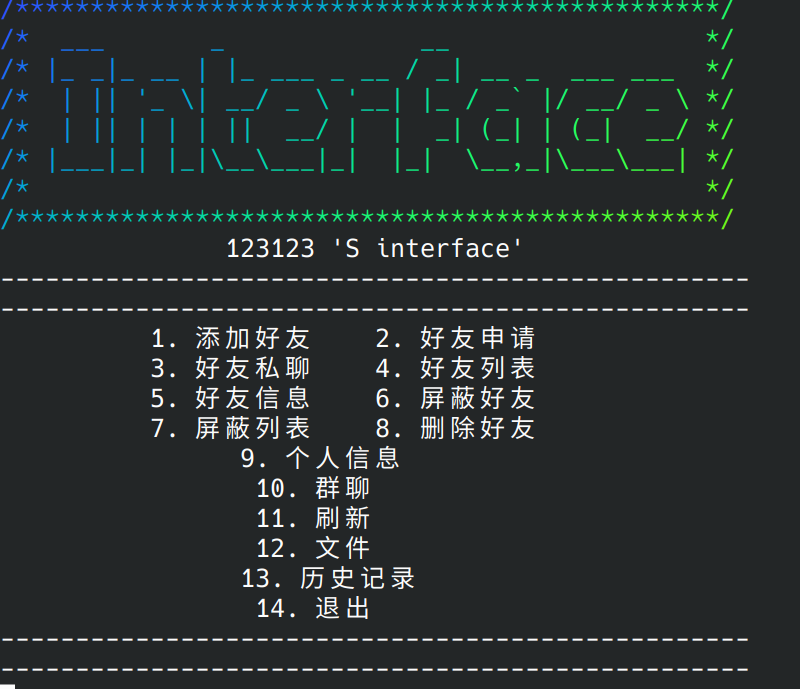 Interface
123123 'S interface'
1. 添加好友 2. 好友申请
3. 好友私聊 4. 好友列表
5. 好友信息 6. 屏蔽好友
7. 屏蔽列表 8. 删除好友
9. 个人信息
10. 群聊
11. 刷新
12. 文件
13. 历史记录
14. 退出